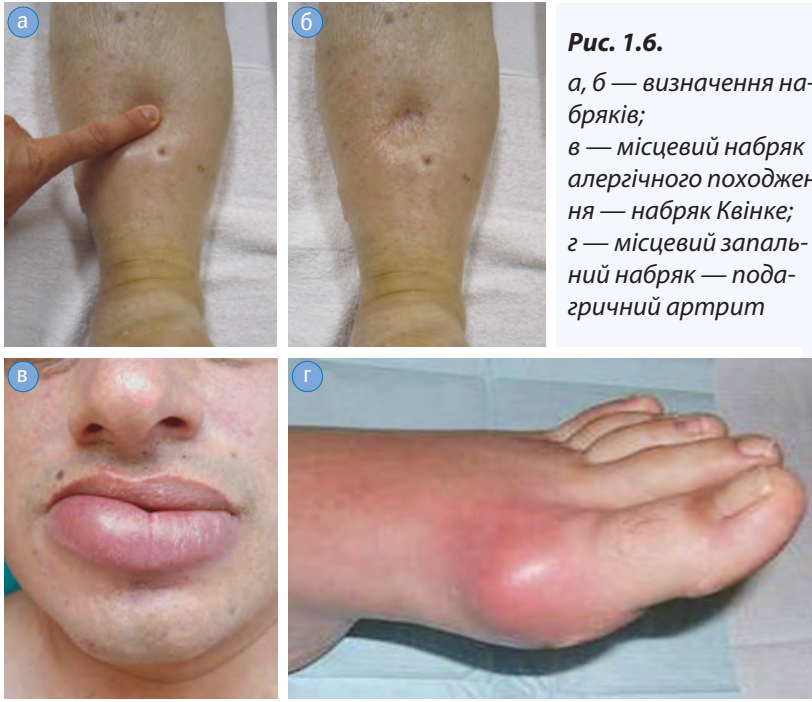 а
б
Рис. 1.6.
а, б — визначення на-
бряків;
в — місцевий набряк
алергічного походжен
ня — набряк Квінке;
г — місцевий запаль-
ний набряк — пода-
гричний артрит
в
г